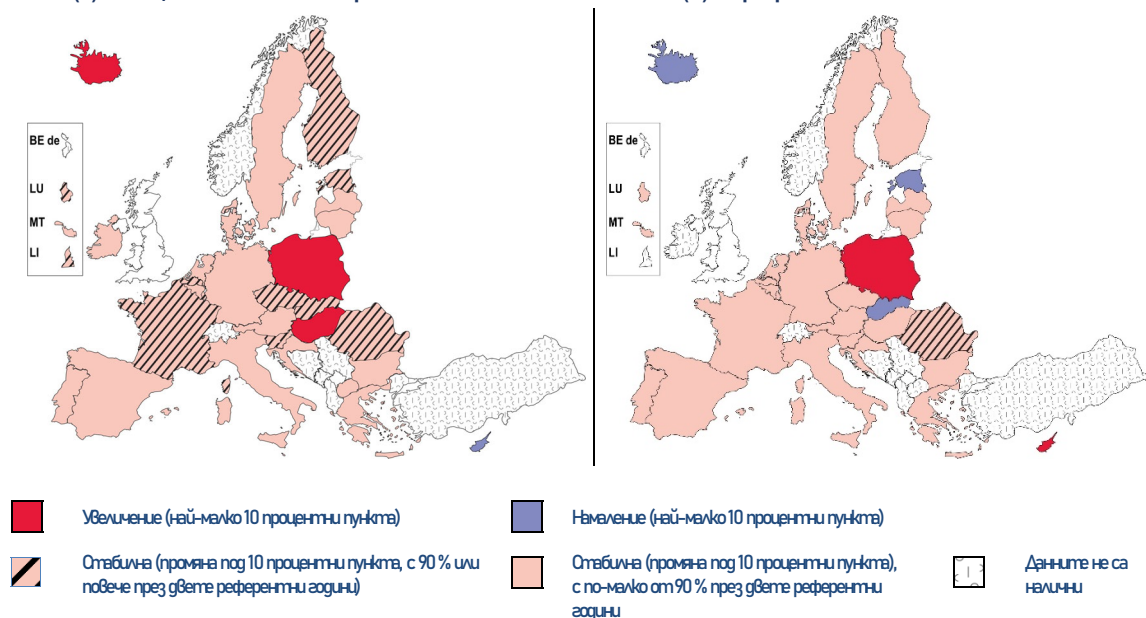 BE de
LU
MT
LI
BE de
LU
MT
LI
Увеличение (най-малко 10 процентни пункта)
Намаление (най-малко 10 процентни пункта)
Стабилна (промяна под 10 процентни пункта, с 90 % или
повече през двете референтни години)
Стабилна (промяна под 10 процентни пункта),
с по-малко от 90 % през двете референтни
години
Данните не са
налични